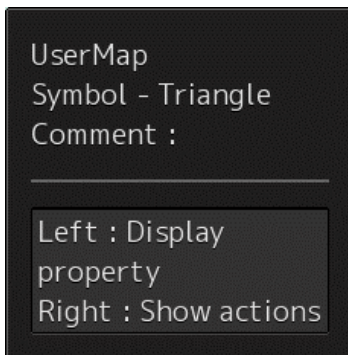 UserMap
Symbol - Triangle
Comment :
Left : Display
property
Right : Show actions